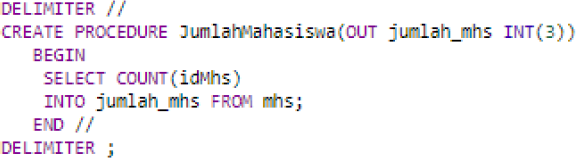 DELIMITER //
CREATE PROCEDURE JumlahMahasiswa(OUT jumlah_mhs INT(3))
BEGIN
SELECT COUNT(idMhs)
INTO jumlah_mhs FROM mhs;
END //
DELIMITER ;